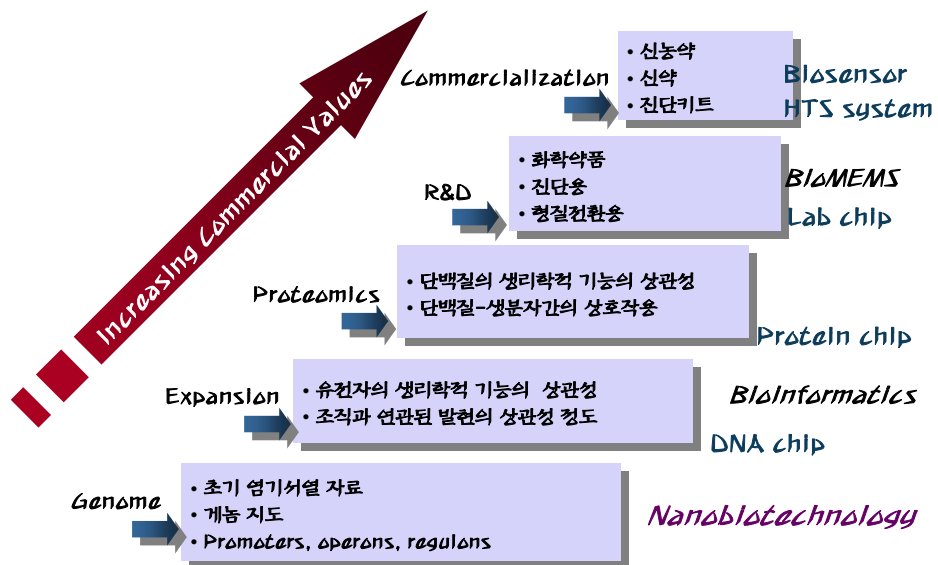 Commercialization
• 신농약
• 신약
• 진단키트
Biosensor
HTS system
Increasing Commercial Values
R&D
• 화학약품
• 진단용
• 형질전환용
BioMEMS
Lab chip
Proteomics
• 단백질의 생리학적 기능의 상관성
• 단백질-생분자간의 상호작용
Protein chip
Expansion
• 유전자의 생리학적 기능의 상관성
• 조직과 연관된 발현의 상관성 정도
Bioinformatics
DNA chip
Genome
• 초기 염기서열 자료
• 게놈 지도
• Promoters, operons, regulons
Nanobiotechnology